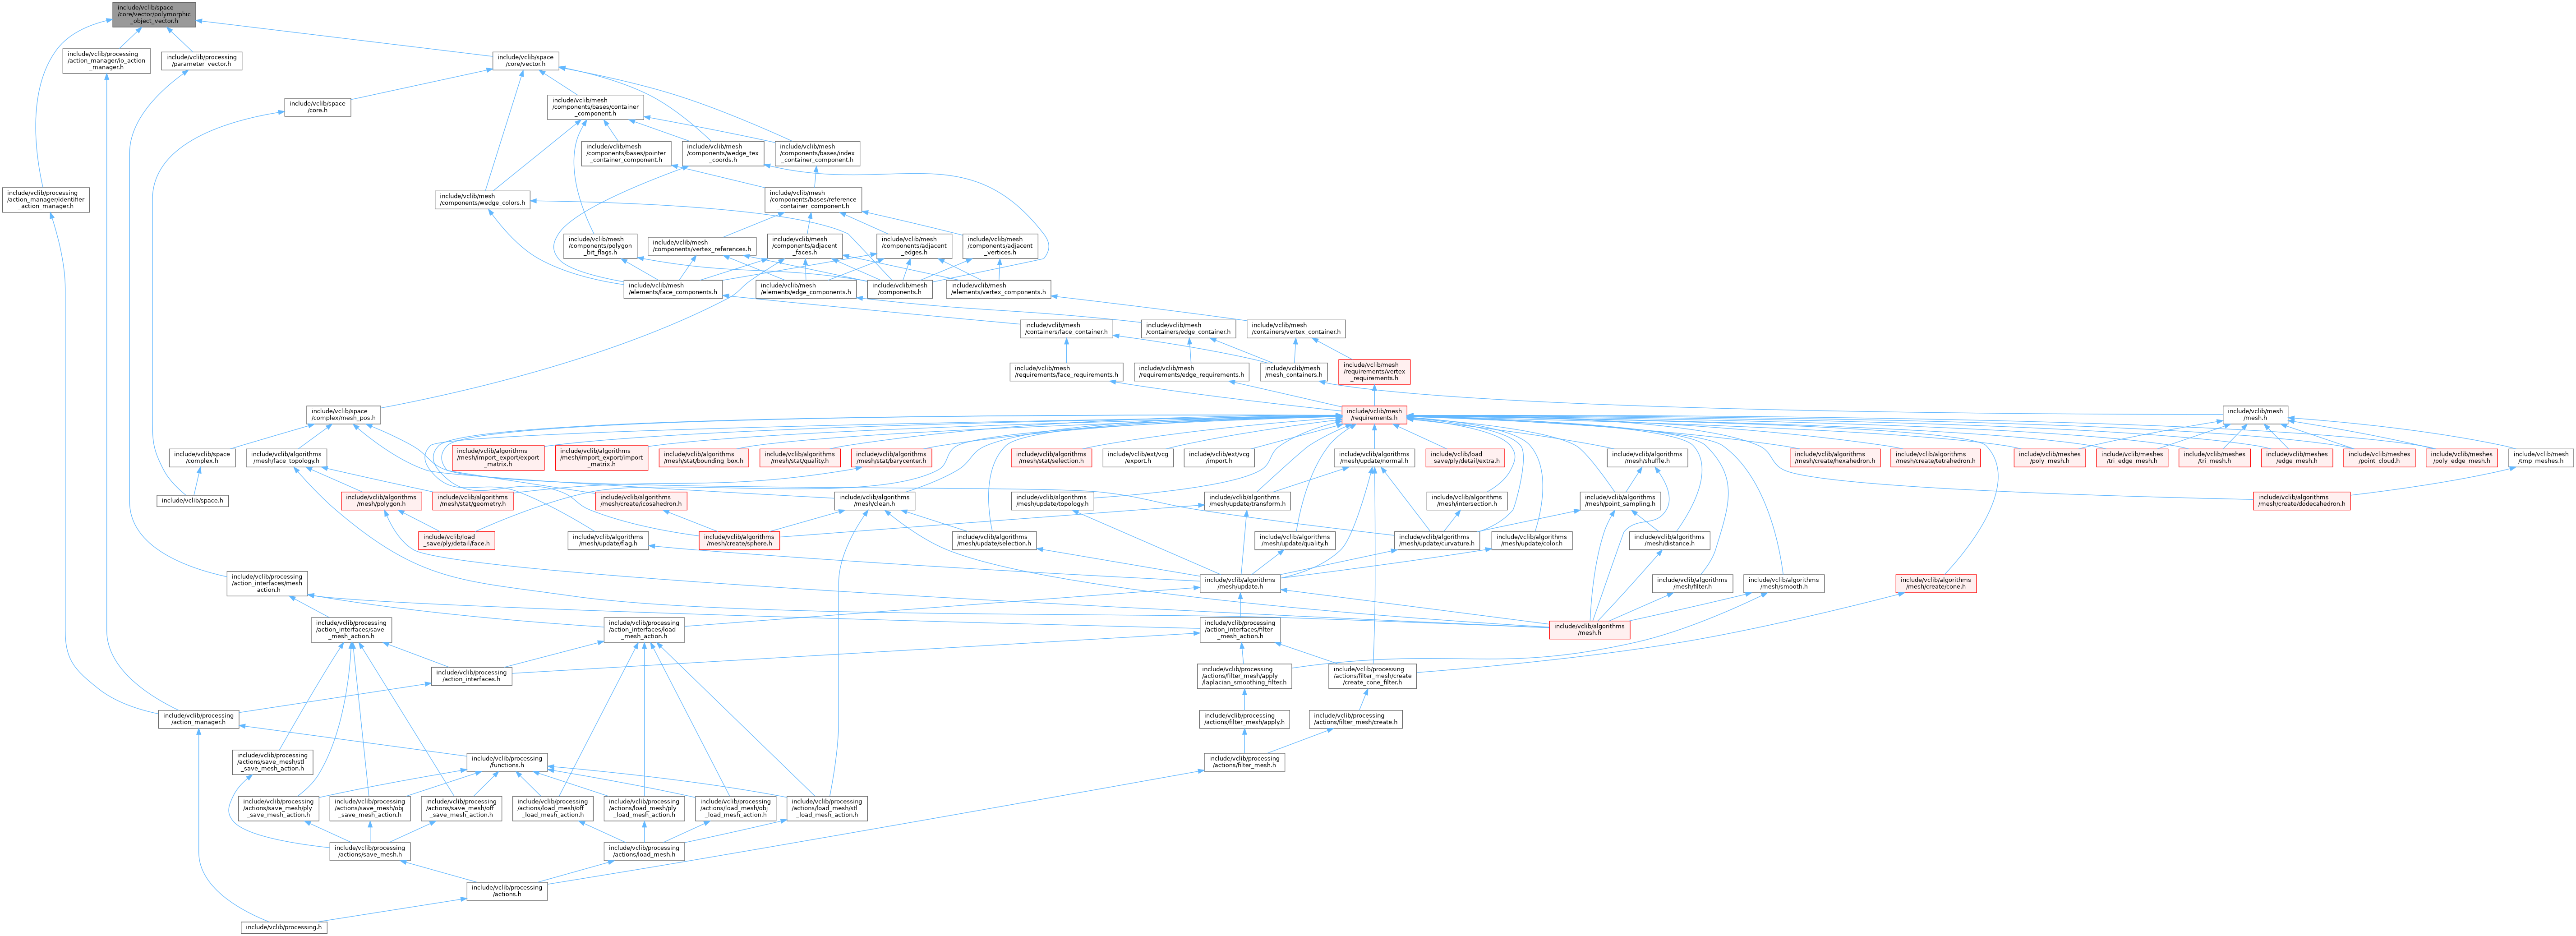 include/vclib/space
/core/vector/polymorphic
_object_vector.h
include/vclib/processing
/action_manager/io_action
_manager.h
include/vclib/processing
/parameter_vector.h
include/vclib/space
/core/vector.h
include/vclib/space
/core.h
include/vclib/mesh
/components/bases/container
_component.h
include/vclib/mesh
/components/bases/pointer
_container_component.h
include/vclib/mesh
/components/wedge_tex
_coords.h
include/vclib/mesh
/components/bases/index
_container_component.h
include/vclib/processing
/action_manager/identifier
_action_manager.h
include/vclib/mesh
/components/wedge_colors.h
include/vclib/mesh
/components/bases/reference
_container_component.h
include/vclib/mesh
/components/polygon
_bit_flags.h
include/vclib/mesh
/components/vertex_references.h
include/vclib/mesh
/components/adjacent
_faces.h
include/vclib/mesh
/components/adjacent
_edges.h
include/vclib/mesh
/components/adjacent
_vertices.h
include/vclib/mesh
/elements/face_components.h
include/vclib/mesh
/elements/edge_components.h
include/vclib/mesh
/components.h
include/vclib/mesh
/elements/vertex_components.h
include/vclib/mesh
/containers/face_container.h
include/vclib/mesh
/containers/edge_container.h
include/vclib/mesh
/containers/vertex_container.h
include/vclib/mesh
/requirements/face_requirements.h
include/vclib/mesh
/requirements/edge_requirements.h
include/vclib/mesh
/mesh_containers.h
include/vclib/mesh
/requirements/vertex
_requirements.h
include/vclib/space
/complex/mesh_pos.h
include/vclib/mesh
/requirements.h
include/vclib/mesh
/mesh.h
include/vclib/space
/complex.h
include/vclib/algorithms
/mesh/face_topology.h
include/vclib/algorithms
/mesh/import_export/export
_matrix.h
include/vclib/algorithms
/mesh/import_export/import
_matrix.h
include/vclib/algorithms
/mesh/stat/bounding_box.h
include/vclib/algorithms
/mesh/stat/quality.h
include/vclib/algorithms
/mesh/stat/barycenter.h
include/vclib/algorithms
/mesh/stat/selection.h
include/vclib/ext/vcg
/export.h
include/vclib/ext/vcg
/import.h
include/vclib/algorithms
/mesh/update/normal.h
include/vclib/load
_save/ply/detail/extra.h
include/vclib/algorithms
/mesh/shuffle.h
include/vclib/algorithms
/mesh/create/hexahedron.h
include/vclib/algorithms
/mesh/create/tetrahedron.h
include/vclib/meshes
/poly_mesh.h
include/vclib/meshes
/tri_edge_mesh.h
include/vclib/meshes
/tri_mesh.h
include/vclib/meshes
/edge_mesh.h
include/vclib/meshes
/point_cloud.h
include/vclib/meshes
/poly_edge_mesh.h
include/vclib/mesh
/tmp_meshes.h
include/vclib/space.h
include/vclib/algorithms
/mesh/polygon.h
include/vclib/algorithms
/mesh/stat/geometry.h
include/vclib/algorithms
/mesh/create/icosahedron.h
include/vclib/algorithms
/mesh/clean.h
include/vclib/algorithms
/mesh/update/topology.h
include/vclib/algorithms
/mesh/update/transform.h
include/vclib/algorithms
/mesh/intersection.h
include/vclib/algorithms
/mesh/point_sampling.h
include/vclib/algorithms
/mesh/create/dodecahedron.h
include/vclib/load
_save/ply/detail/face.h
include/vclib/algorithms
/mesh/update/flag.h
include/vclib/algorithms
/mesh/create/sphere.h
include/vclib/algorithms
/mesh/update/selection.h
include/vclib/algorithms
/mesh/update/quality.h
include/vclib/algorithms
/mesh/update/curvature.h
include/vclib/algorithms
/mesh/update/color.h
include/vclib/algorithms
/mesh/distance.h
include/vclib/processing
/action_interfaces/mesh
_action.h
include/vclib/algorithms
/mesh/update.h
include/vclib/algorithms
/mesh/filter.h
include/vclib/algorithms
/mesh/smooth.h
include/vclib/algorithms
/mesh/create/cone.h
include/vclib/processing
/action_interfaces/save
_mesh_action.h
include/vclib/processing
/action_interfaces/load
_mesh_action.h
include/vclib/processing
/action_interfaces/filter
_mesh_action.h
include/vclib/algorithms
/mesh.h
include/vclib/processing
/action_interfaces.h
include/vclib/processing
/actions/filter_mesh/apply
/laplacian_smoothing_filter.h
include/vclib/processing
/actions/filter_mesh/create
/create_cone_filter.h
include/vclib/processing
/action_manager.h
include/vclib/processing
/actions/filter_mesh/apply.h
include/vclib/processing
/actions/filter_mesh/create.h
include/vclib/processing
/actions/save_mesh/stl
_save_mesh_action.h
include/vclib/processing
/functions.h
include/vclib/processing
/actions/filter_mesh.h
include/vclib/processing
/actions/save_mesh/ply
_save_mesh_action.h
include/vclib/processing
/actions/save_mesh/obj
_save_mesh_action.h
include/vclib/processing
/actions/save_mesh/off
_save_mesh_action.h
include/vclib/processing
/actions/load_mesh/off
_load_mesh_action.h
include/vclib/processing
/actions/load_mesh/ply
_load_mesh_action.h
include/vclib/processing
/actions/load_mesh/obj
_load_mesh_action.h
include/vclib/processing
/actions/load_mesh/stl
_load_mesh_action.h
include/vclib/processing
/actions/save_mesh.h
include/vclib/processing
/actions/load_mesh.h
include/vclib/processing
/actions.h
include/vclib/processing.h